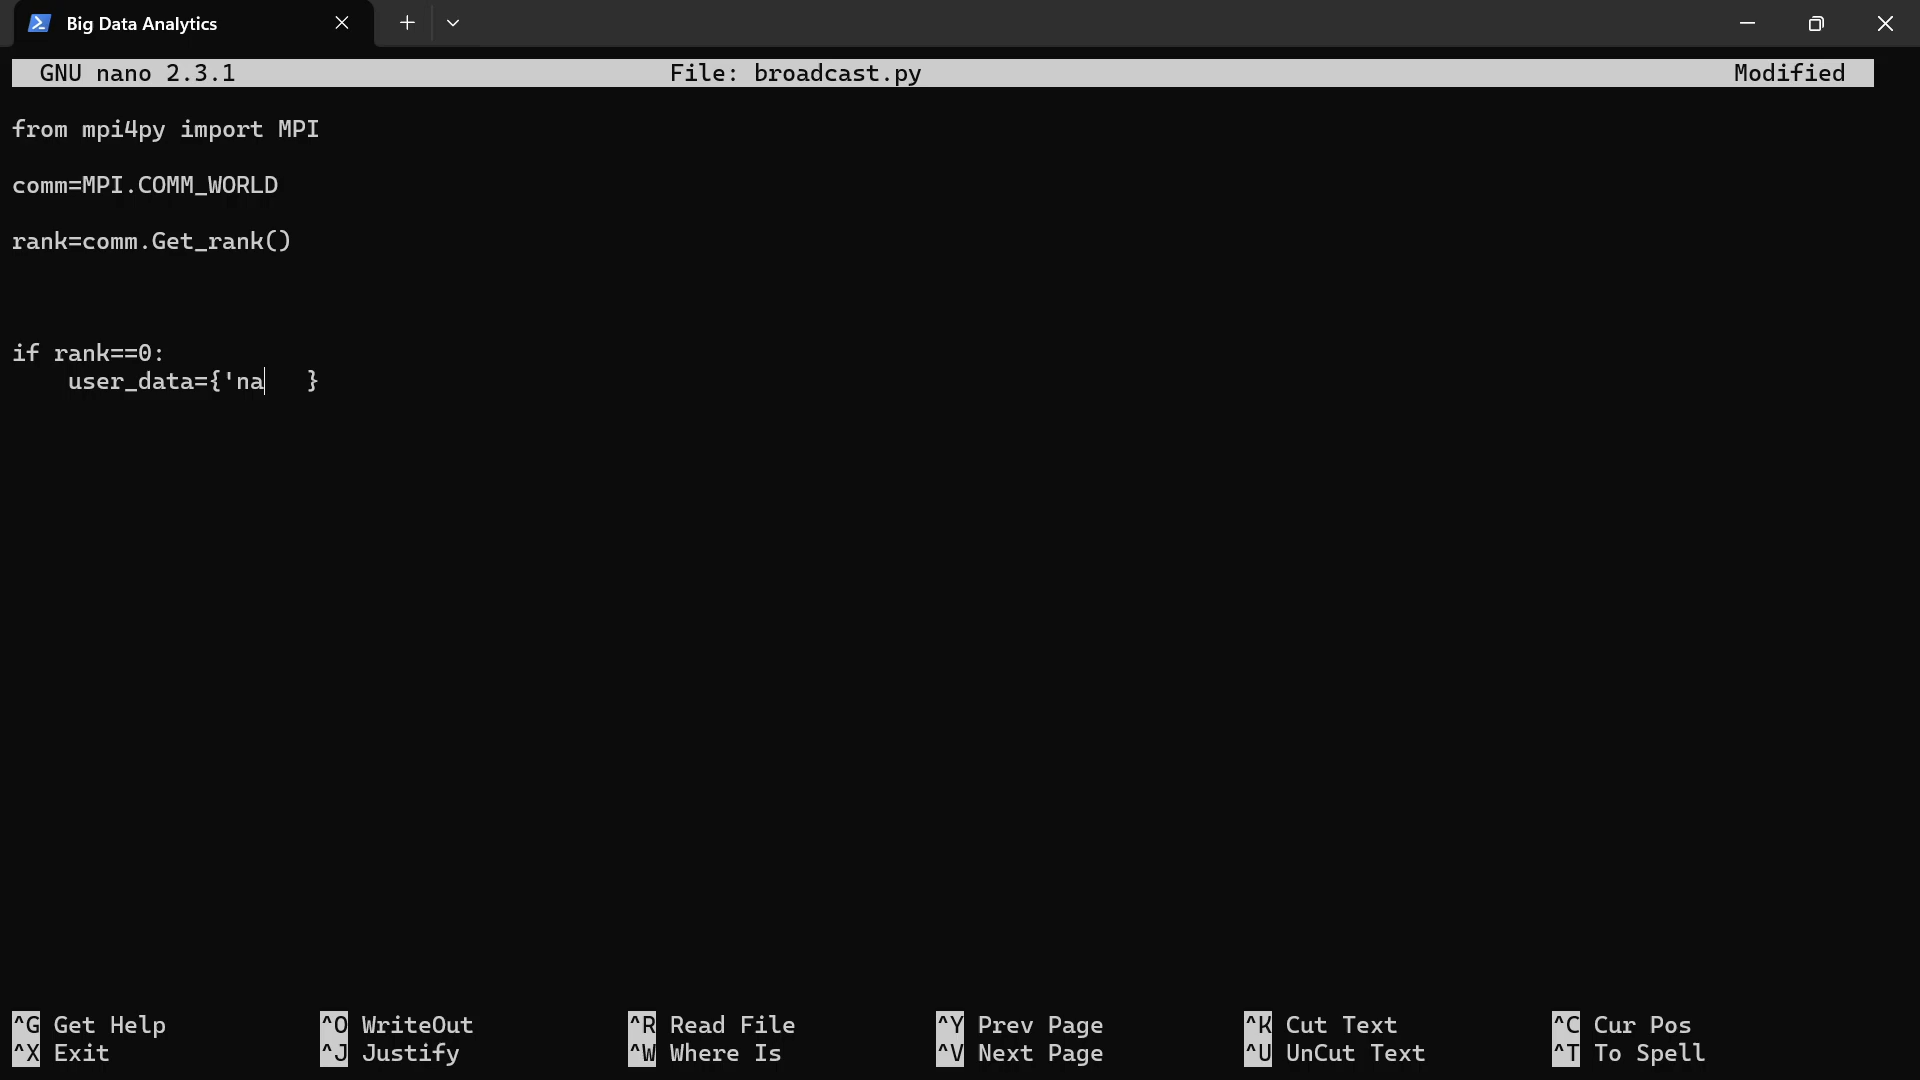 Big Data Analytics
GNU nano 2.3.1 File: broadcast.py Modified
from mpi4py import MPI
comm=MPI.COMM_WORLD
rank=comm.Get_rank()
if rank==0:
    user_data={'na   }
^G Get Help ^O WriteOut ^R Read File ^Y Prev Page ^K Cut Text ^C Cur Pos
^X Exit ^J Justify ^W Where Is ^V Next Page ^U UnCut Text ^T To Spell